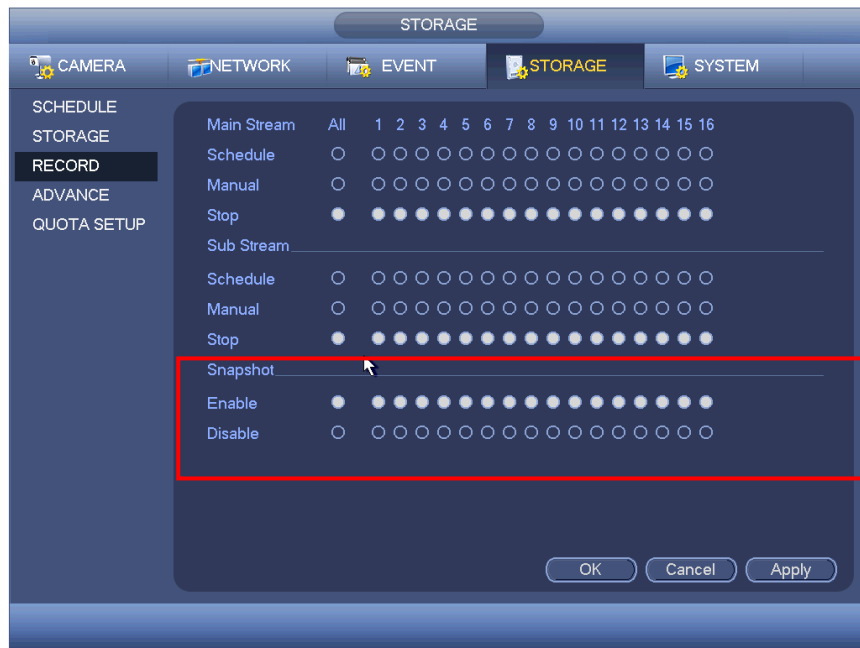 STORAGE
CAMERA NETWORK EVENT STORAGE SYSTEM
SCHEDULE
STORAGE
RECORD
ADVANCE
QUOTA SETUP
Main Stream All 1 2 3 4 5 6 7 8 9 10 11 12 13 14 15 16
Schedule
Manual
Stop
Sub Stream
Schedule
Manual
Stop
Snapshot
Enable
Disable
OK Cancel Apply